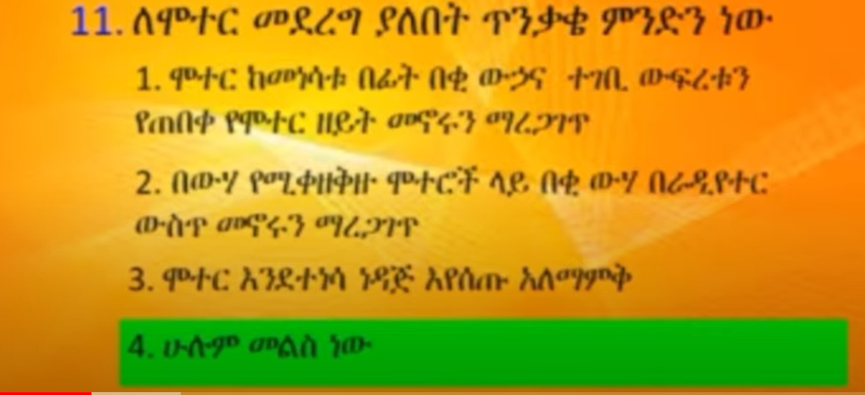 11. ለሞተር መደረግ ያለበት ጥንቃቄ ምንድን ነው
1. ሞተር ከመነሳቱ በፊት በቂ ውኃና ተገቢ ውፍረቱን
የጠበቀ የሞተር ዘይት መኖሩን ማረጋገጥ
2. በውሃ የሚቀዘቅዙ ሞተሮች ላይ በቂ ውሃ በራዲያተር
ውስጥ መኖሩን ማረጋገጥ
3. ሞተር እንደተነሳ ነዳጅ እየሰጡ አለማሞቅ
4. ሁሉም መልስ ነው